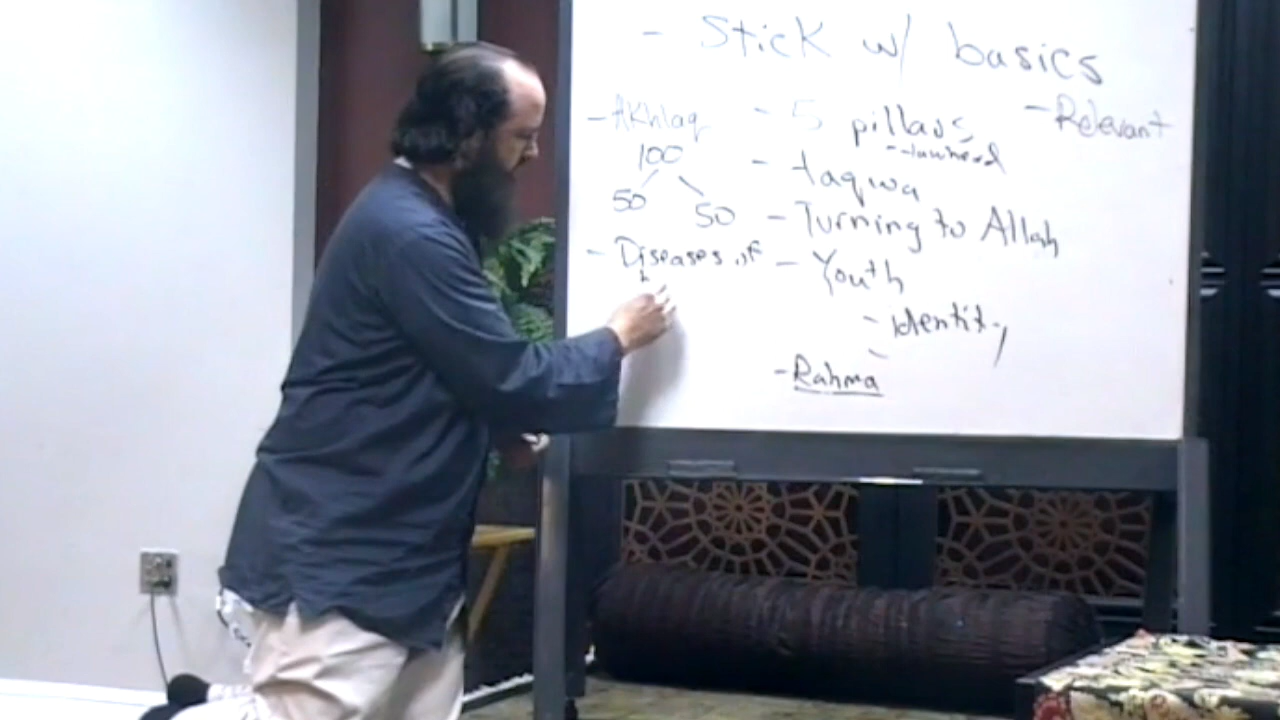 - Stick w/ basics
- Akhlaq
100
50 50
- Diseases of
- 5 pillars
- tawheed
- taqwa
- Turning to Allah
- Youth
- identity
-
- Rahma
- Relevant